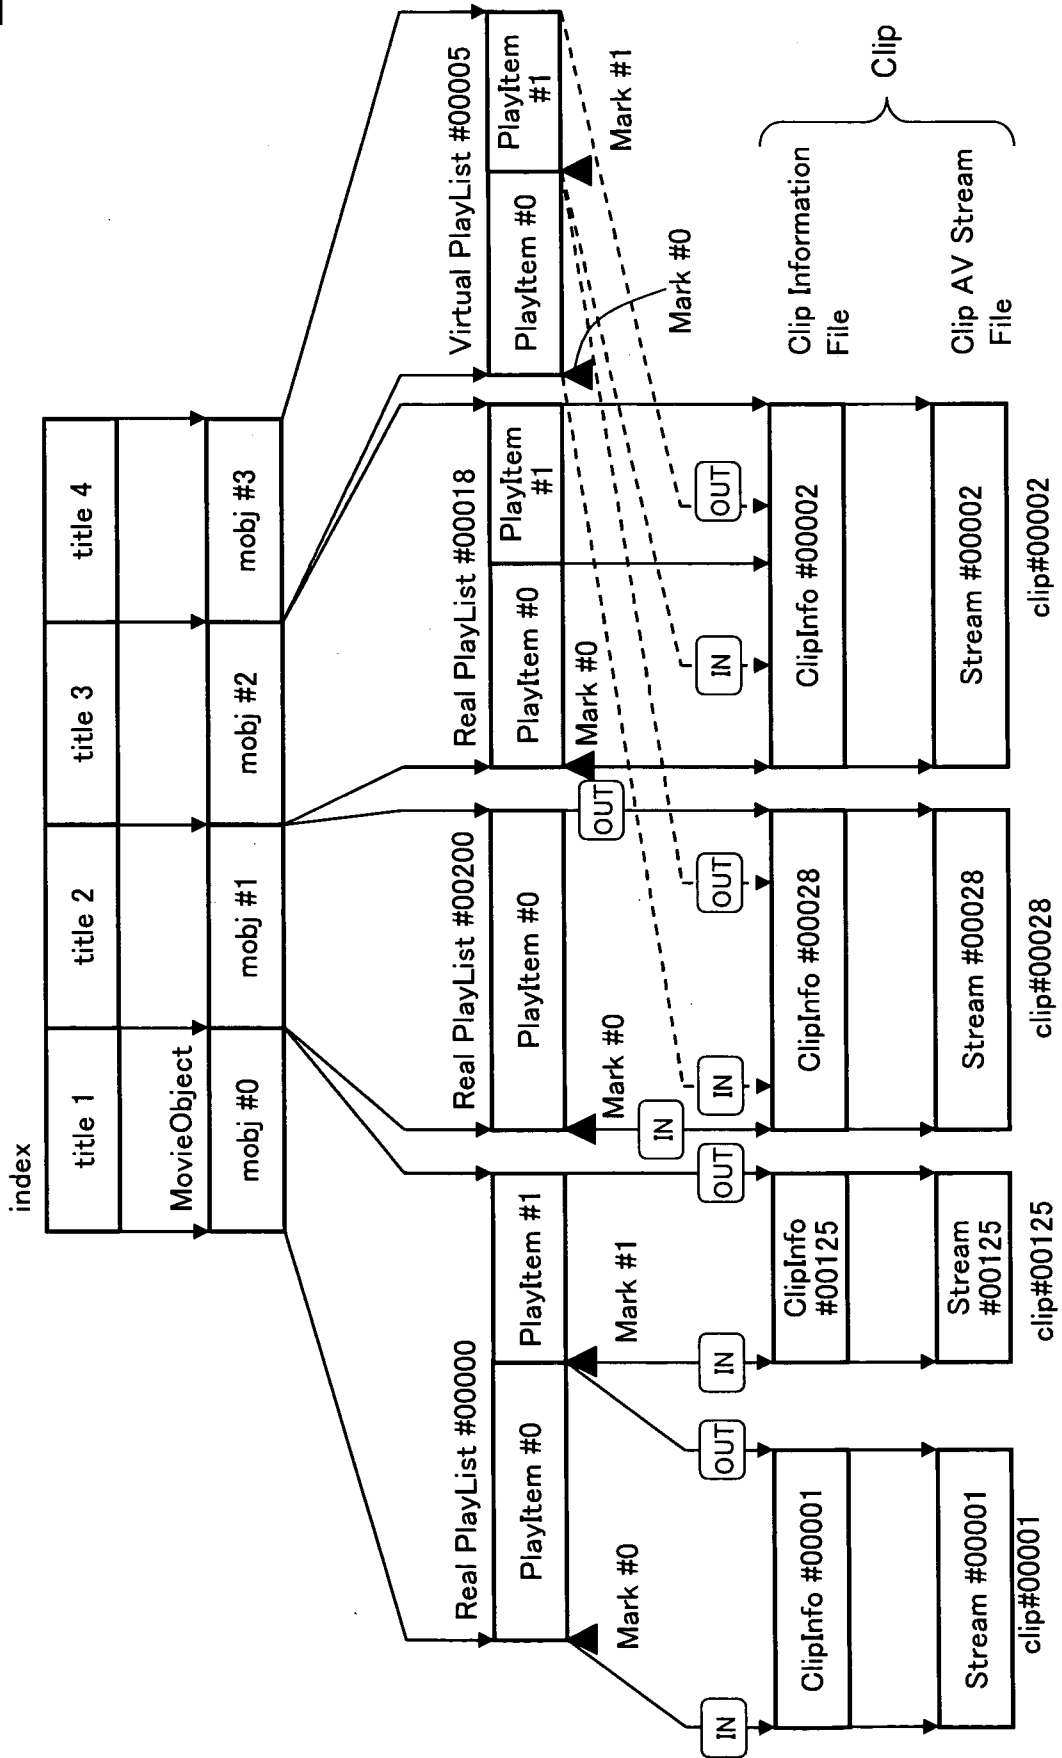 index
title 1
title 2
title 3
title 4
MovieObject
mobj #0
mobj #1
mobj #2
mobj #3
Real PlayList #00000
Real PlayList #00200
Real PlayList #00018
Virtual PlayList #00005
PlayItem #0
PlayItem #1
PlayItem #0
PlayItem #0
PlayItem
#1
PlayItem #0
PlayItem
#1
Mark #0
Mark #1
Mark #0
Mark #0
Mark #0
Mark #1
IN
OUT
IN
OUT
IN
IN
OUT
OUT
IN
OUT
ClipInfo #00001
ClipInfo
#00125
ClipInfo #00028
ClipInfo #00002
Clip Information
File
Stream #00001
Stream
#00125
Stream #00028
Stream #00002
Clip AV Stream
File
Clip
clip#00001
clip#00125
clip#00028
clip#00002